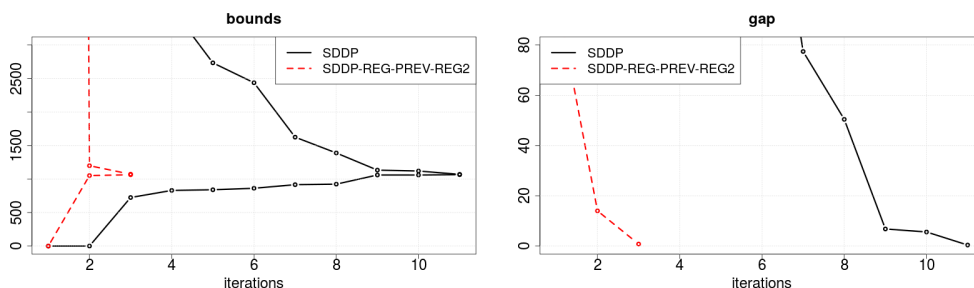 bounds
SDDP
SDDP-REG-PREV-REG2
0
500
1500
2500
2 4 6 8 10
iterations
gap
SDDP
SDDP-REG-PREV-REG2
0
20
40
60
80
2 4 6 8 10
iterations